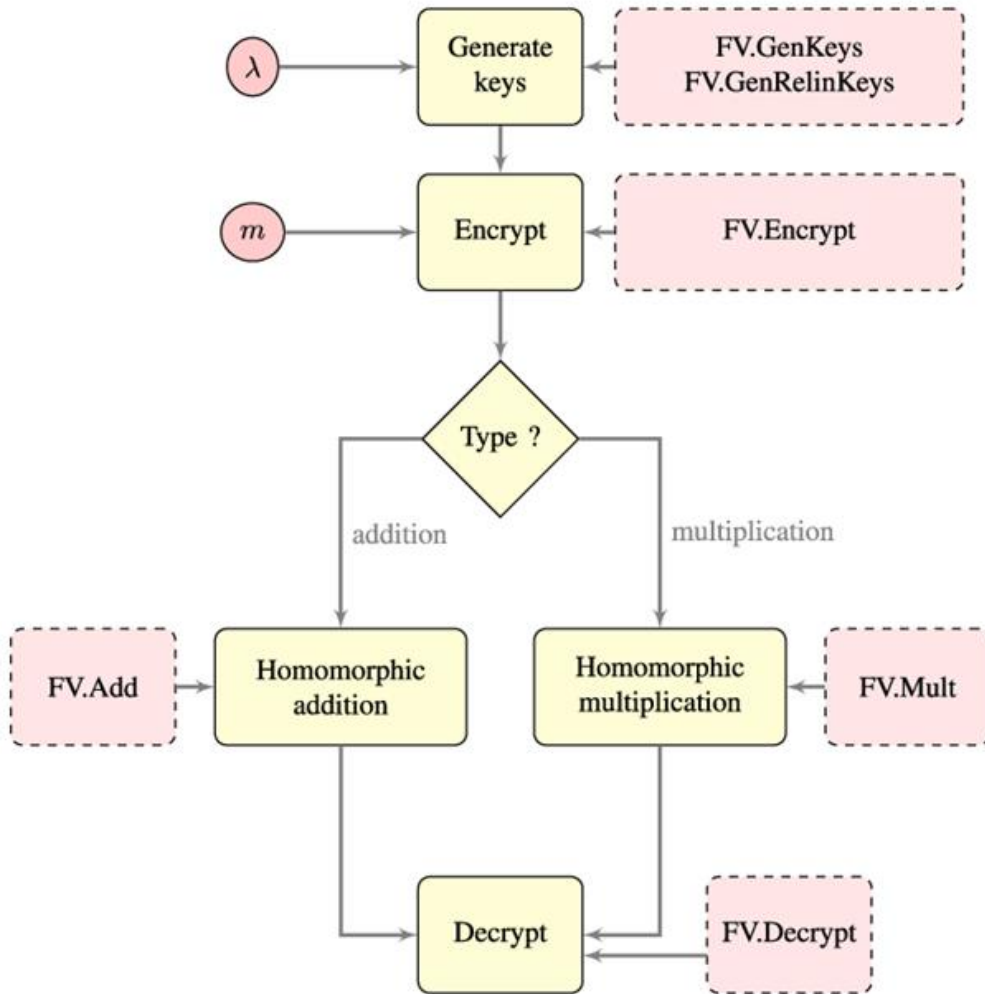 λ
Generate
keys
FV.GenKeys
FV.GenRelinKeys
m
Encrypt
FV.Encrypt
Type ?
addition
multiplication
FV.Add
Homomorphic
addition
Homomorphic
multiplication
FV.Mult
Decrypt
FV.Decrypt